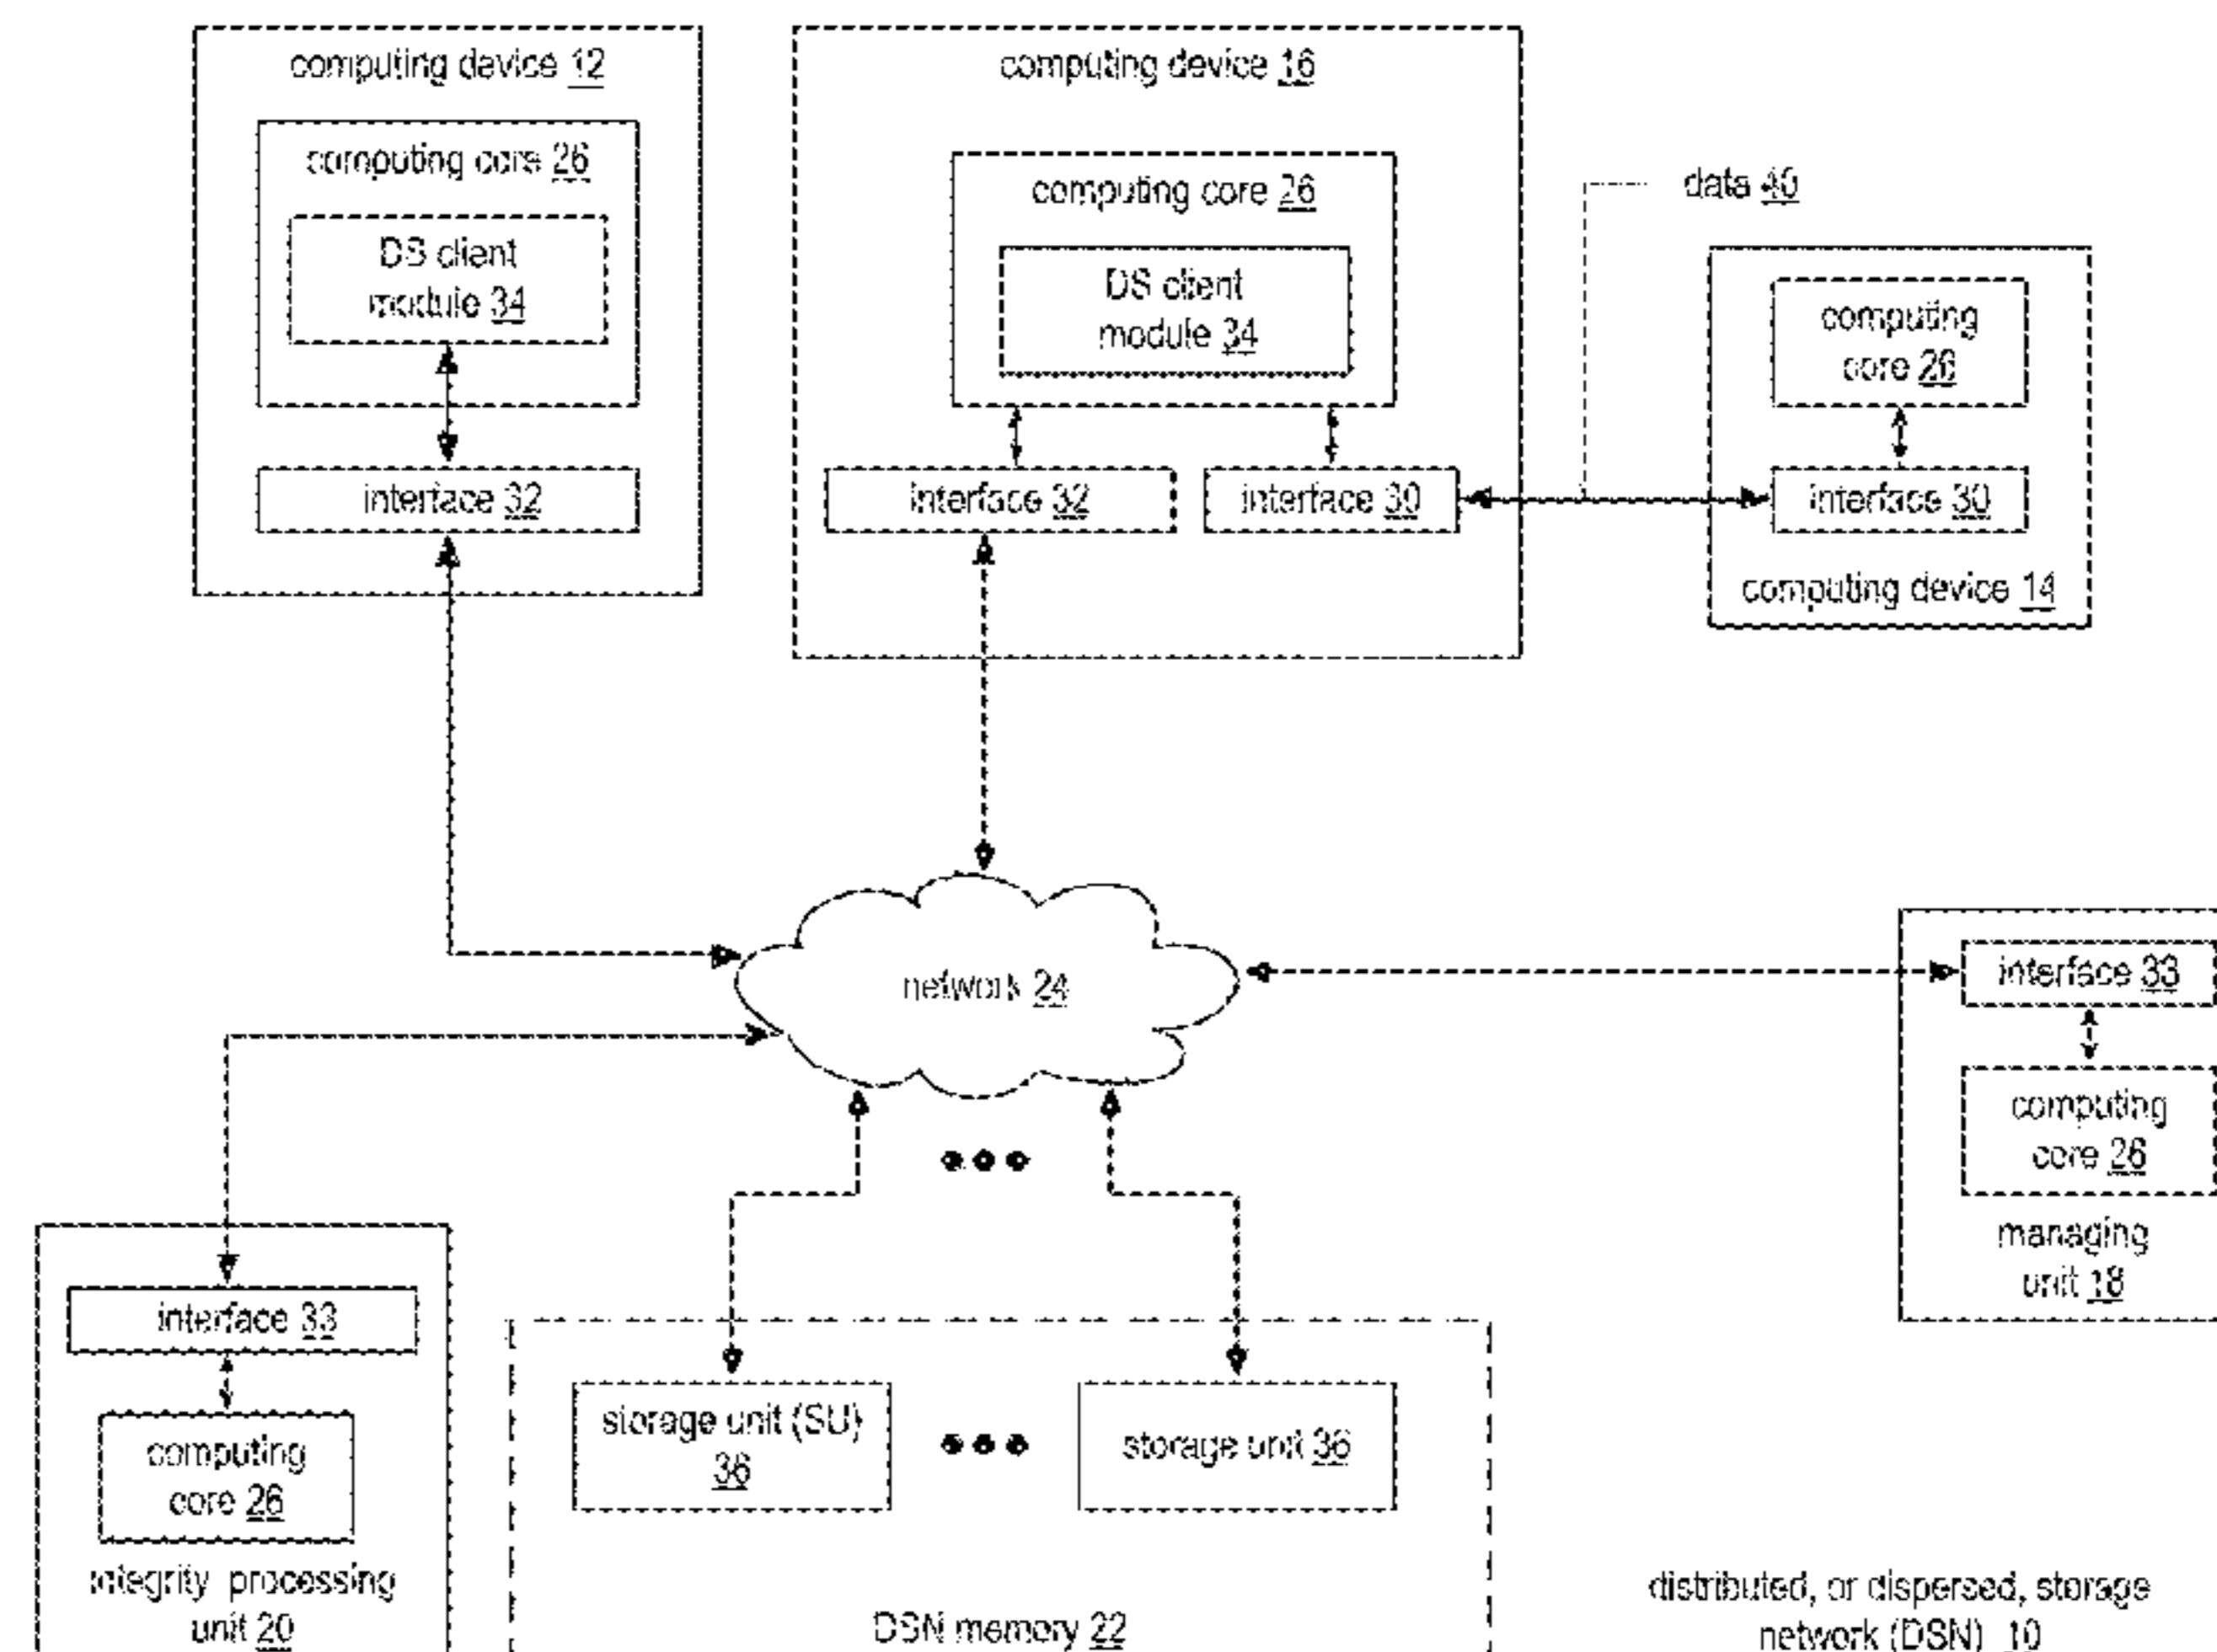 computing device 12
computing core 26
DS client
module 34
interface 32
computing device 16
computing core 26
DS client
module 34
interface 32
interface 30
data 40
computing
core 26
interface 30
computing device 14
network 24
interface 33
computing
core 26
managing
unit 18
interface 33
computing
core 26
integrity processing
unit 20
storage unit (SU)
36
storage unit 36
DSN memory 22
distributed, or dispersed, storage
network (DSN) 10